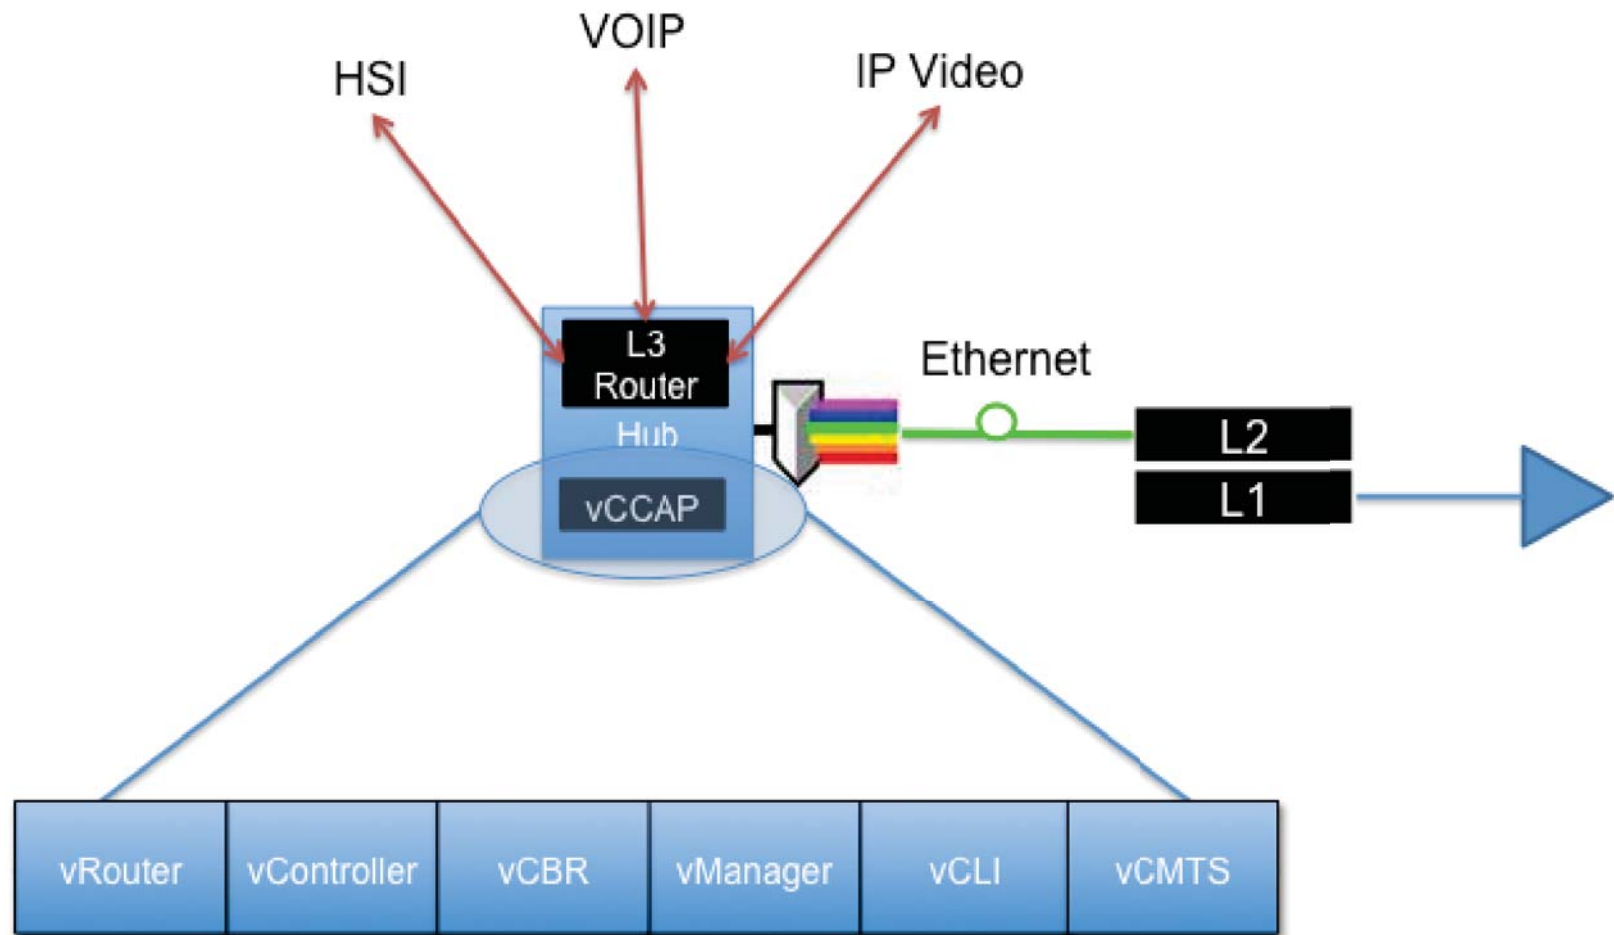 VOIP
HSI
IP Video
L3
Router
Hub
vCCAP
Ethernet
L2
L1
vRouter
vController
vCBR
vManager
vCLI
vCMTS